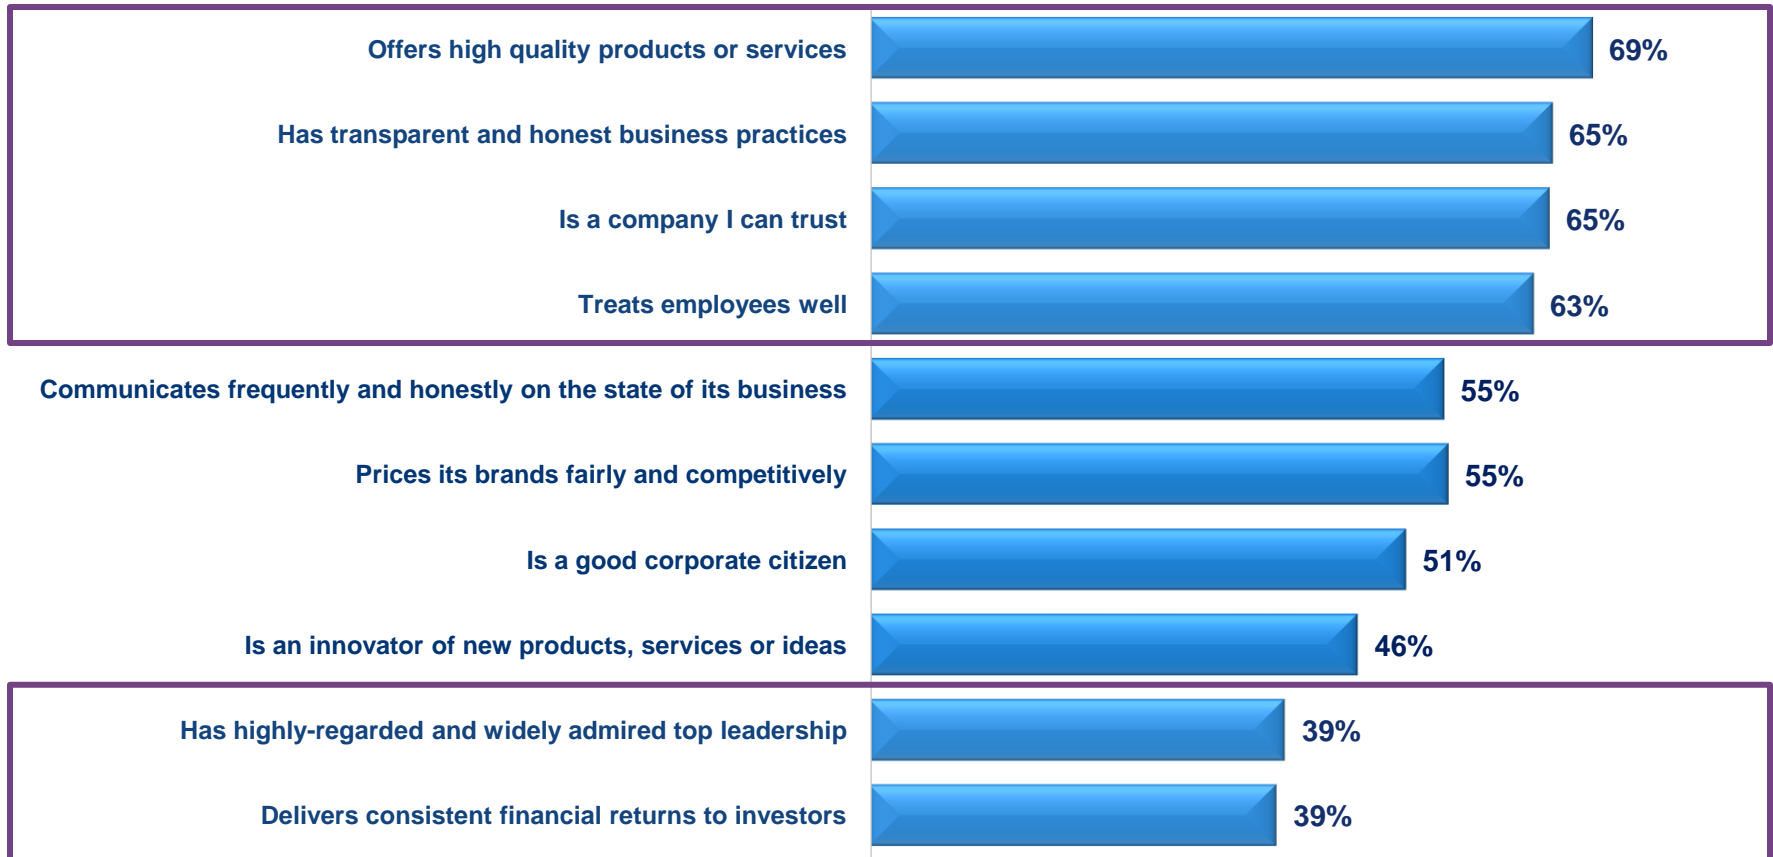 Offers high quality products or services 69%
Has transparent and honest business practices 65%
Is a company I can trust 65%
Treats employees well 63%
Communicates frequently and honestly on the state of its business 55%
Prices its brands fairly and competitively 55%
Is a good corporate citizen 51%
Is an innovator of new products, services or ideas 46%
Has highly-regarded and widely admired top leadership 39%
Delivers consistent financial returns to investors 39%